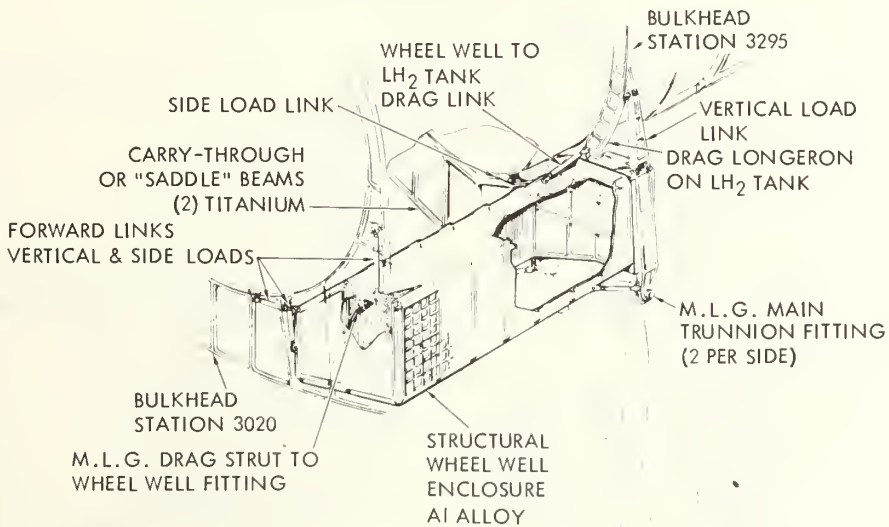 BULKHEAD
STATION 3295
WHEEL WELL TO
LH₂ TANK
DRAG LINK
SIDE LOAD LINK
VERTICAL LOAD
LINK
DRAG LONGERON
ON LH₂ TANK
CARRY-THROUGH
OR "SADDLE" BEAMS
(2) TITANIUM
FORWARD LINKS
VERTICAL & SIDE LOADS
M.L.G. MAIN
TRUNNION FITTING
(2 PER SIDE)
BULKHEAD
STATION 3020
M.L.G. DRAG STRUT TO
WHEEL WELL FITTING
STRUCTURAL
WHEEL WELL
ENCLOSURE
Al ALLOY